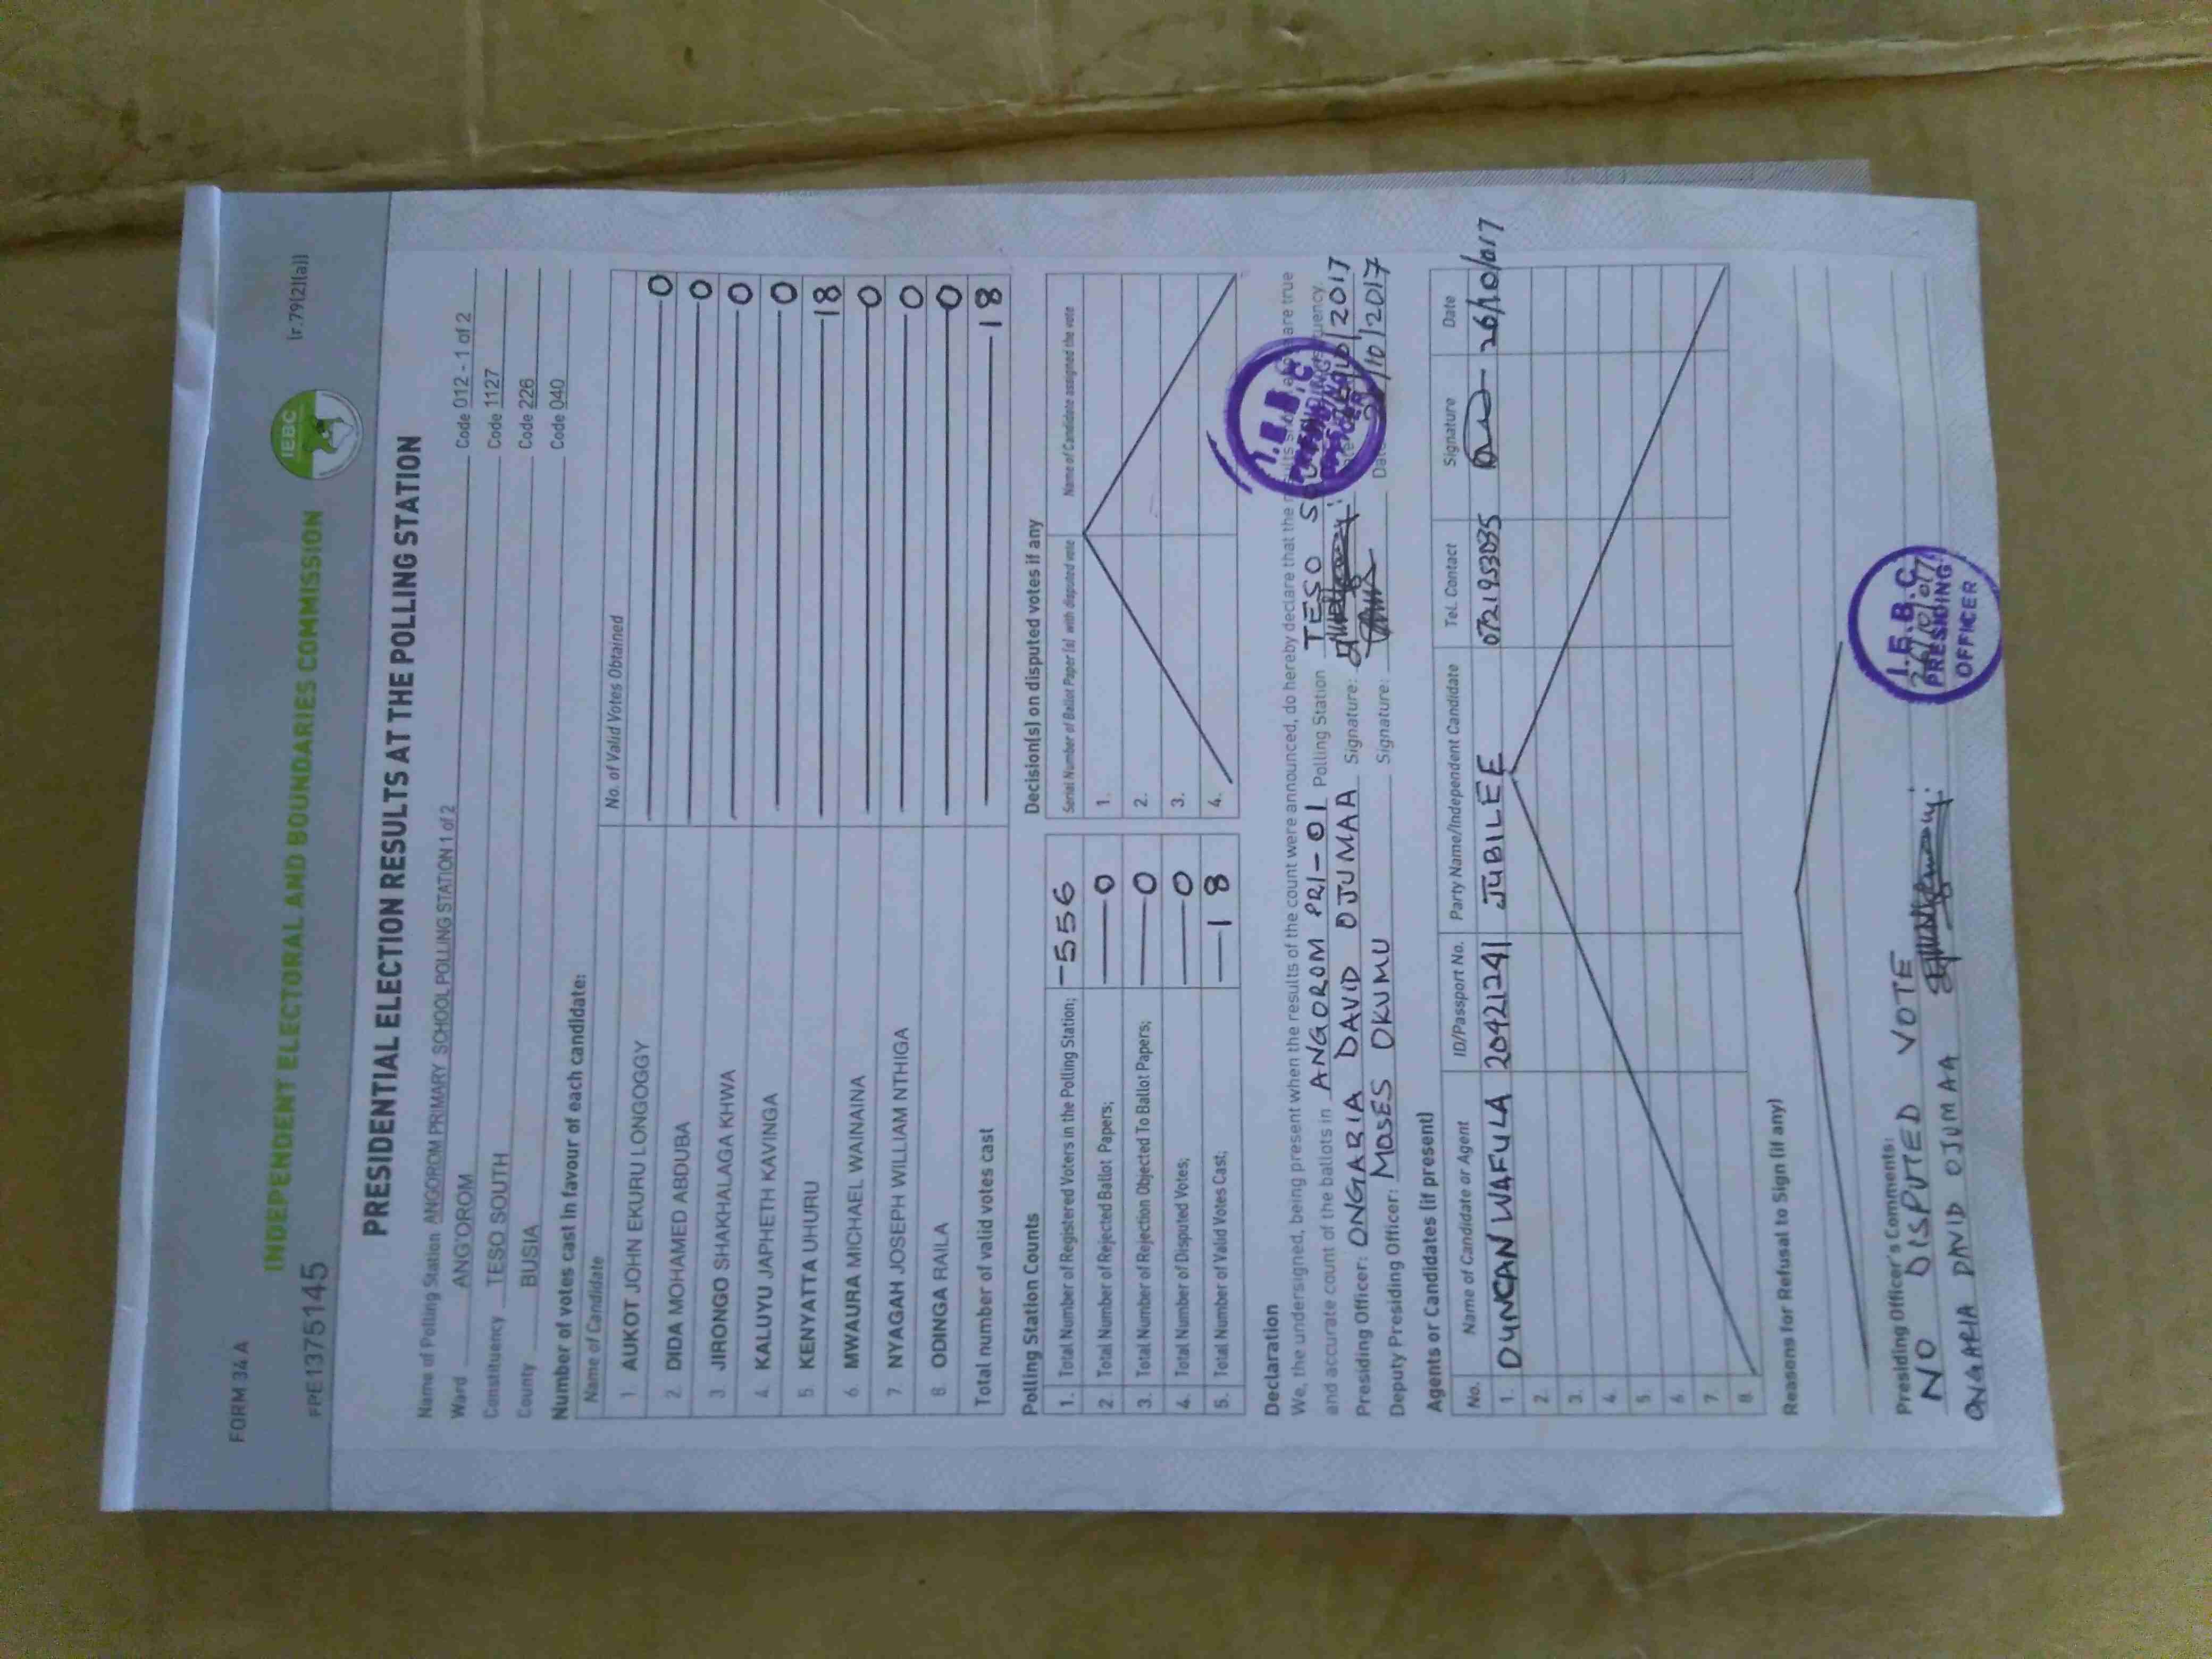 FORM 34 A
(r.79(2)(a))
IEBC
INDEPENDENT ELECTORAL AND BOUNDARIES COMMISSION
FPE1375145
PRESIDENTIAL ELECTION RESULTS AT THE POLLING STATION
Name of Polling Station ANGOROM PRIMARY SCHOOL POLLING STATION 1 of 2 Code 012 - 1 of 2
Ward ANG'OROM Code 1127
Constituency TESO SOUTH Code 226
County BUSIA Code 040
Number of votes cast in favour of each candidate:
Name of Candidate No. of Valid Votes Obtained
1. AUKOT JOHN EKURU LONGOGGY 0
2. DIDA MOHAMED ABDUBA 0
3. JIRONGO SHAKHALAGA KHWA 0
4. KALUYU JAPHETH KAVINGA 0
5. KENYATTA UHURU 18
6. MWAURA MICHAEL WAINAINA 0
7. NYAGAH JOSEPH WILLIAM NTHIGA 0
8. ODINGA RAILA 0
Total number of valid votes cast 18
Polling Station Counts
1. Total Number of Registered Voters in the Polling Station; 556
2. Total Number of Rejected Ballot Papers; 0
3. Total Number of Rejection Objected To Ballot Papers; 0
4. Total Number of Disputed Votes; 0
5. Total Number of Valid Votes Cast; 18
Decision(s) on disputed votes if any
Serial Number of Ballot Paper (s) with disputed vote Name of Candidate assigned the vote
1.
2.
3.
4.
Declaration
We, the undersigned, being present when the results of the count were announced, do hereby declare that the are true
and accurate count of the ballots in ANGOROM PRI - 01 Polling Station TESO
Presiding Officer: ONGARIA DAVID OJUMAA Signature: 2017
Deputy Presiding Officer: MOSES OKUMU Signature: Date /10/2017
I.E.B.C
Agents or Candidates (if present)
No. Name of Candidate or Agent ID/Passport No. Party Name/Independent Candidate Tel. Contact Signature Date
1. DUNCAN WAFULA 20421241 JUBILEE 0721953035 26/10/017
2.
3.
4.
5.
6.
7.
8.
Reasons for Refusal to Sign (if any)
Presiding Officer's Comments:
NO DISPUTED VOTE
ONGARIA DAVID OJUMAA
I.E.B.C
26/10/017
PRESIDING
OFFICER